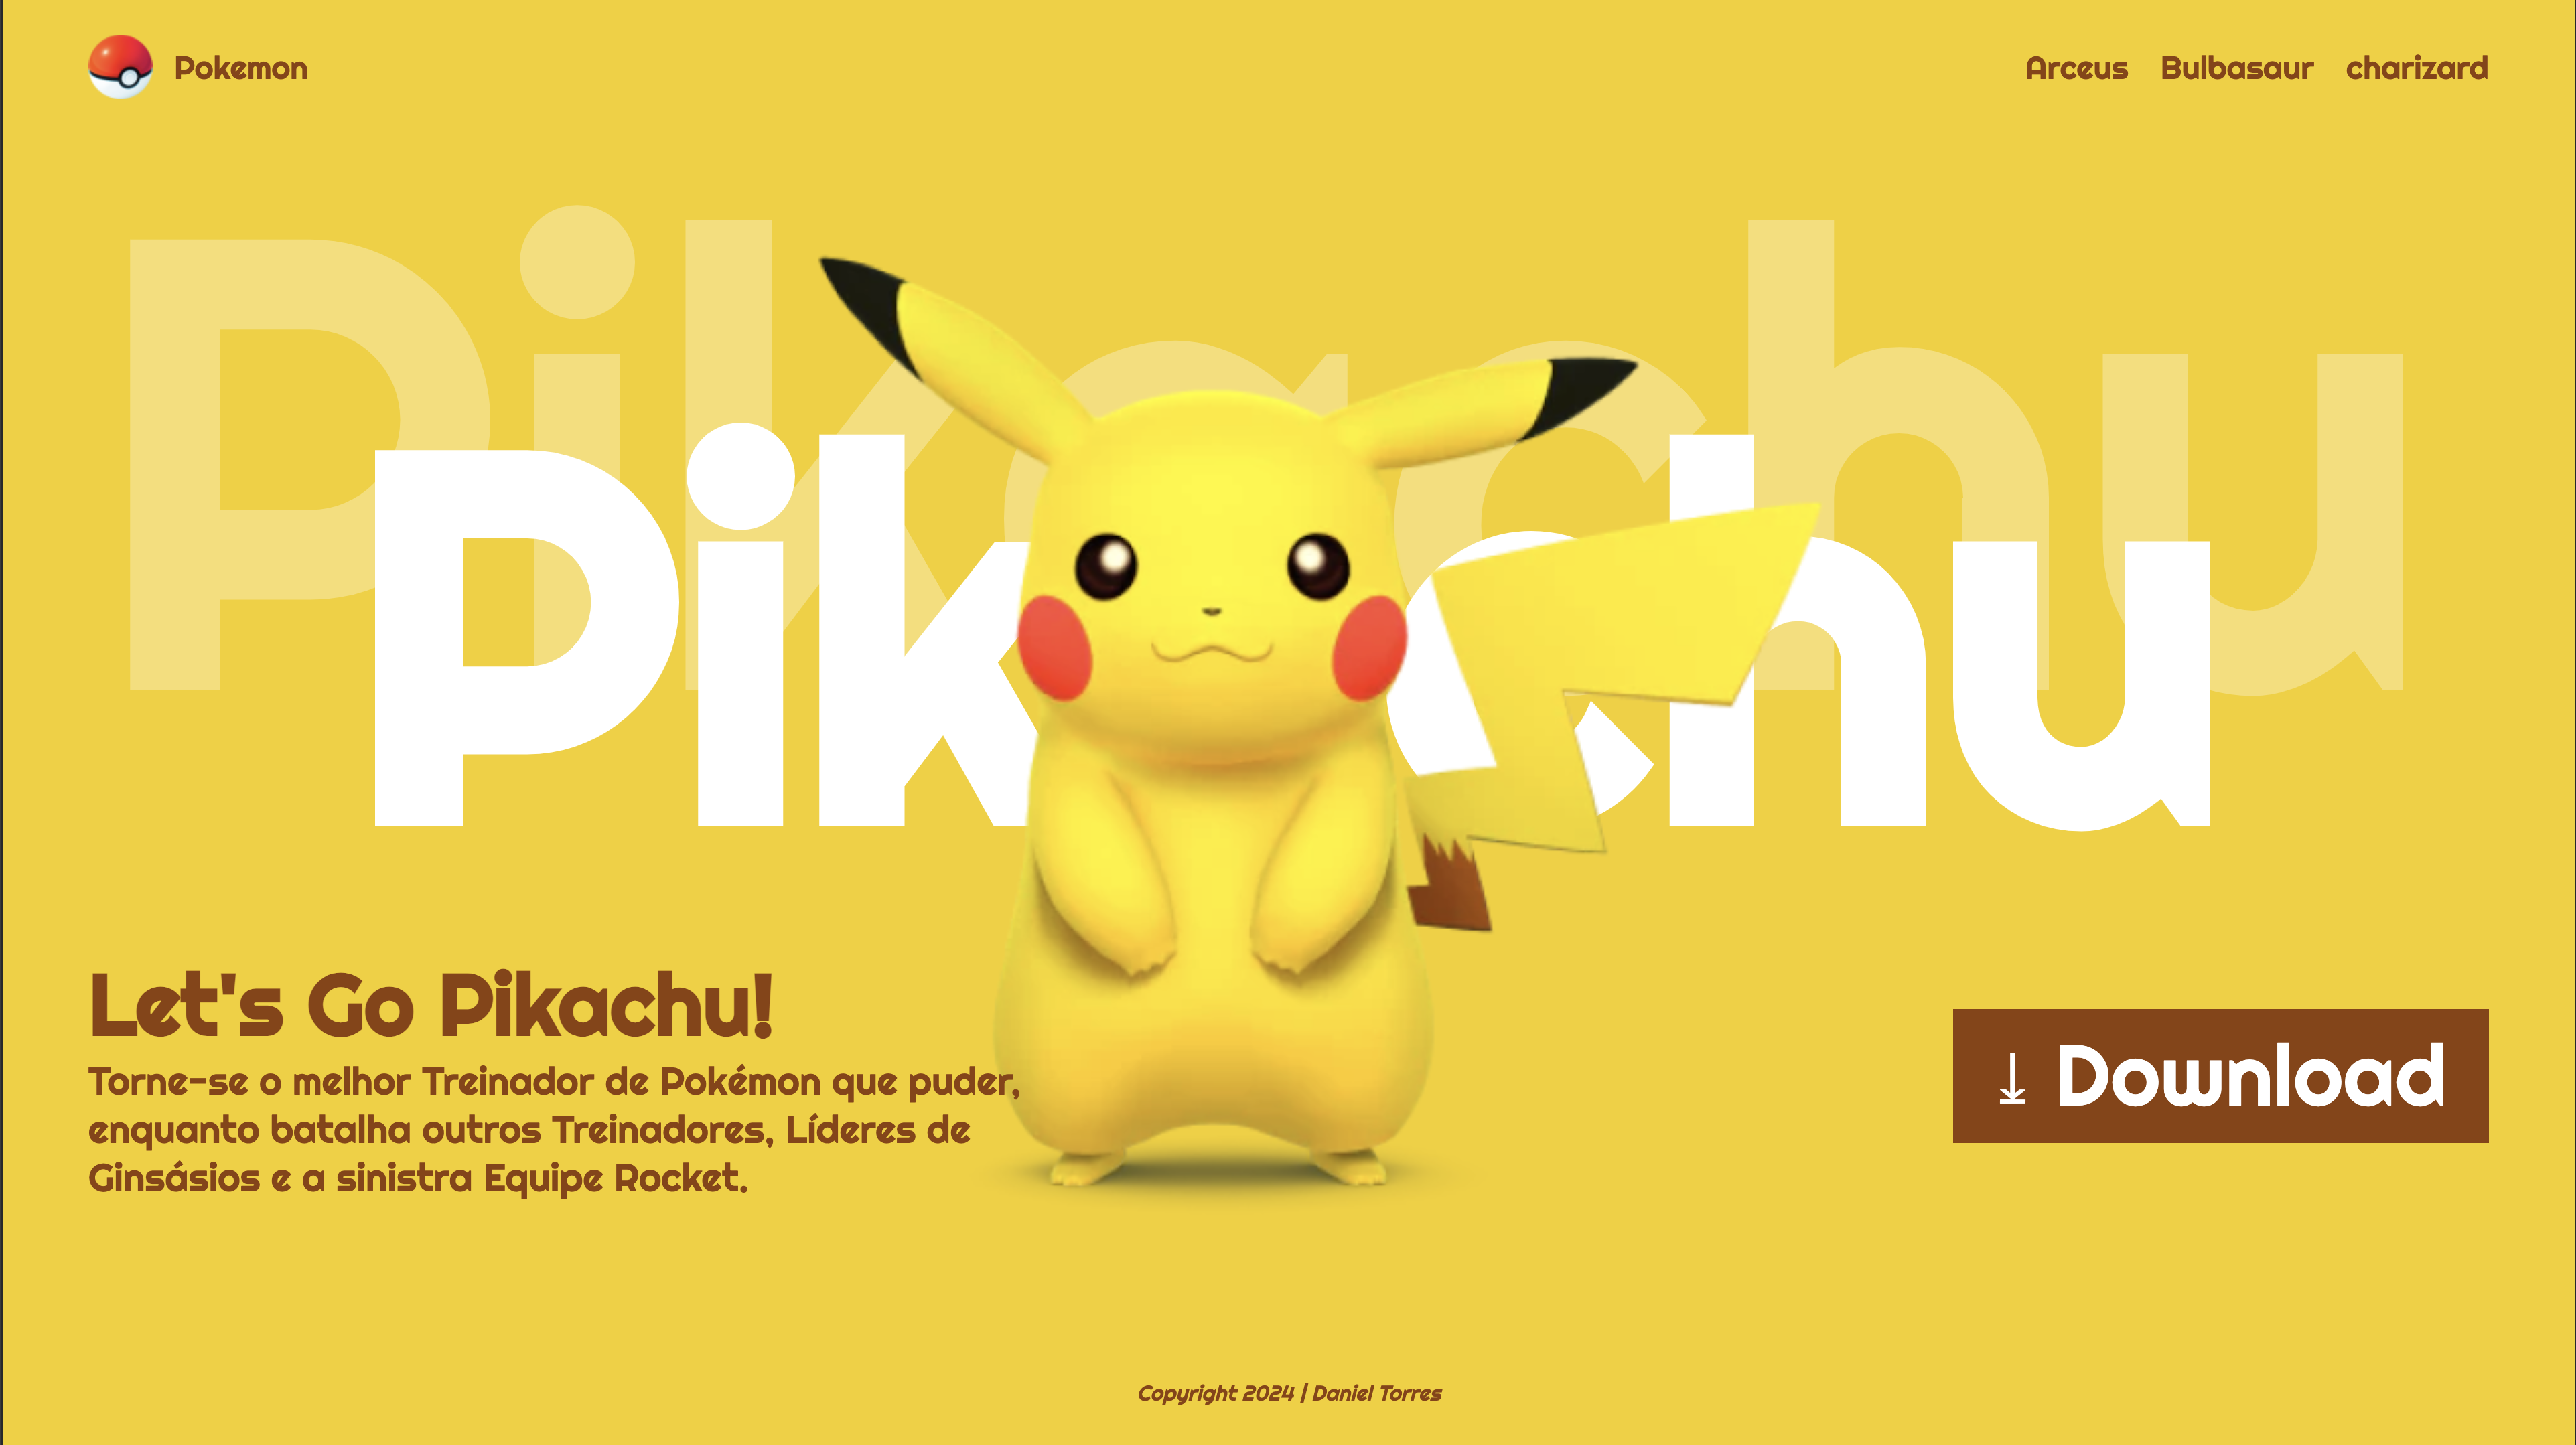 Pokemon
Arceus Bulbasaur charizard
Pikachu
Pikachu
Let's Go Pikachu!
Torne-se o melhor Treinador de Pokémon que puder,
enquanto batalha outros Treinadores, Líderes de
Ginsásios e a sinistra Equipe Rocket.
Download
Copyright 2024 | Daniel Torres